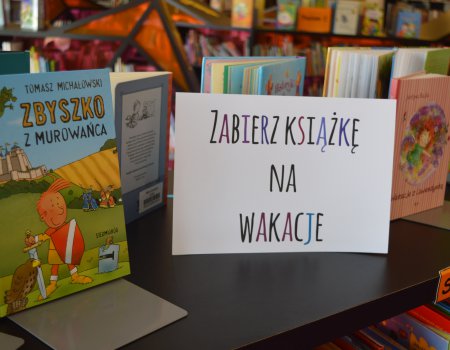 TOMASZ MICHAŁOWSKI
ZBYSZKO
Z MUROWAŃCA
ZABIERZ KSIĄŻKĘ
NA
WAKACJE